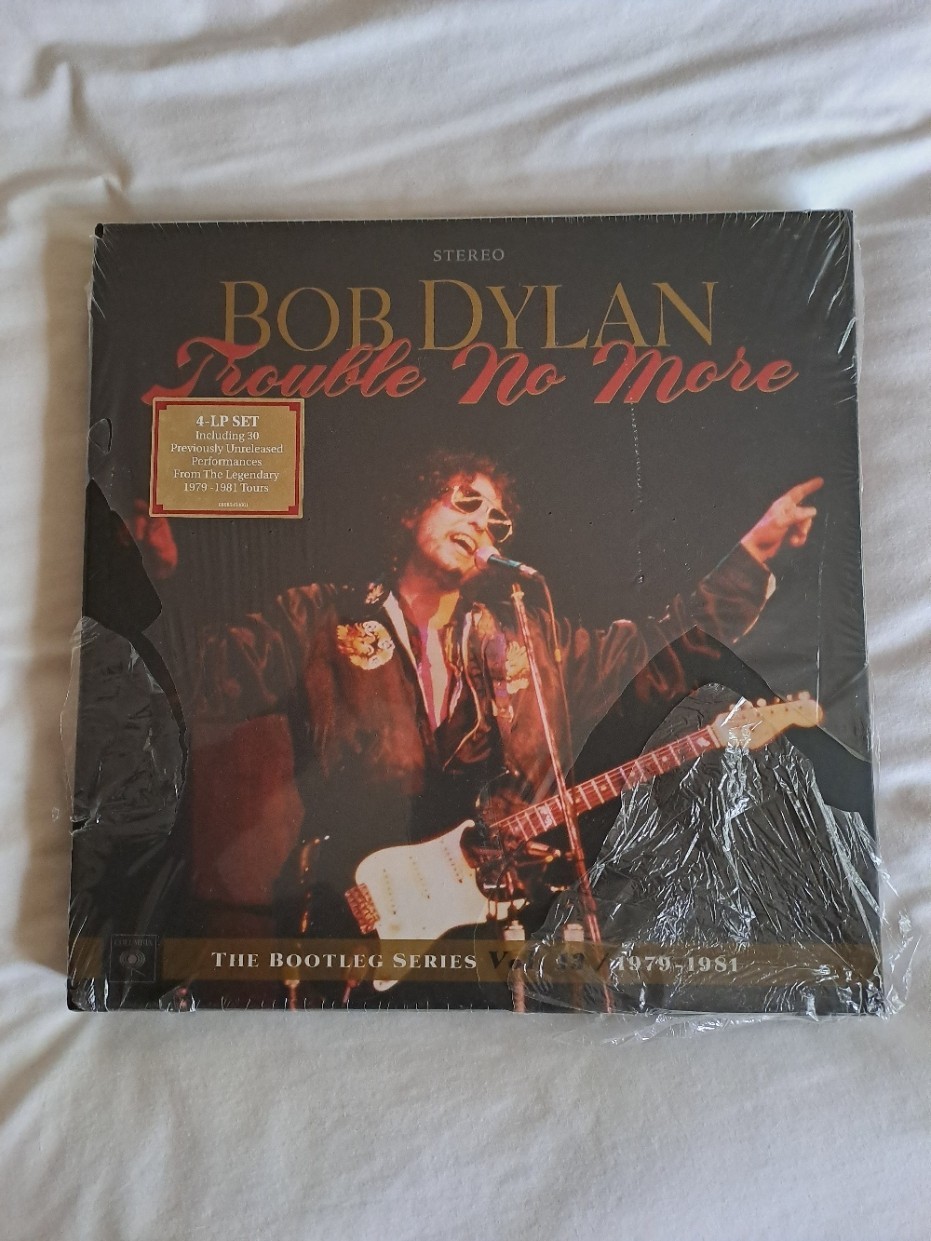 STEREO
BOB DYLAN
Trouble No More
4-LP SET
Including 30
Previously Unreleased
Performances
From The Legendary
1979-1981 Tours
COLUMBIA
THE BOOTLEG SERIES / 1979-1981